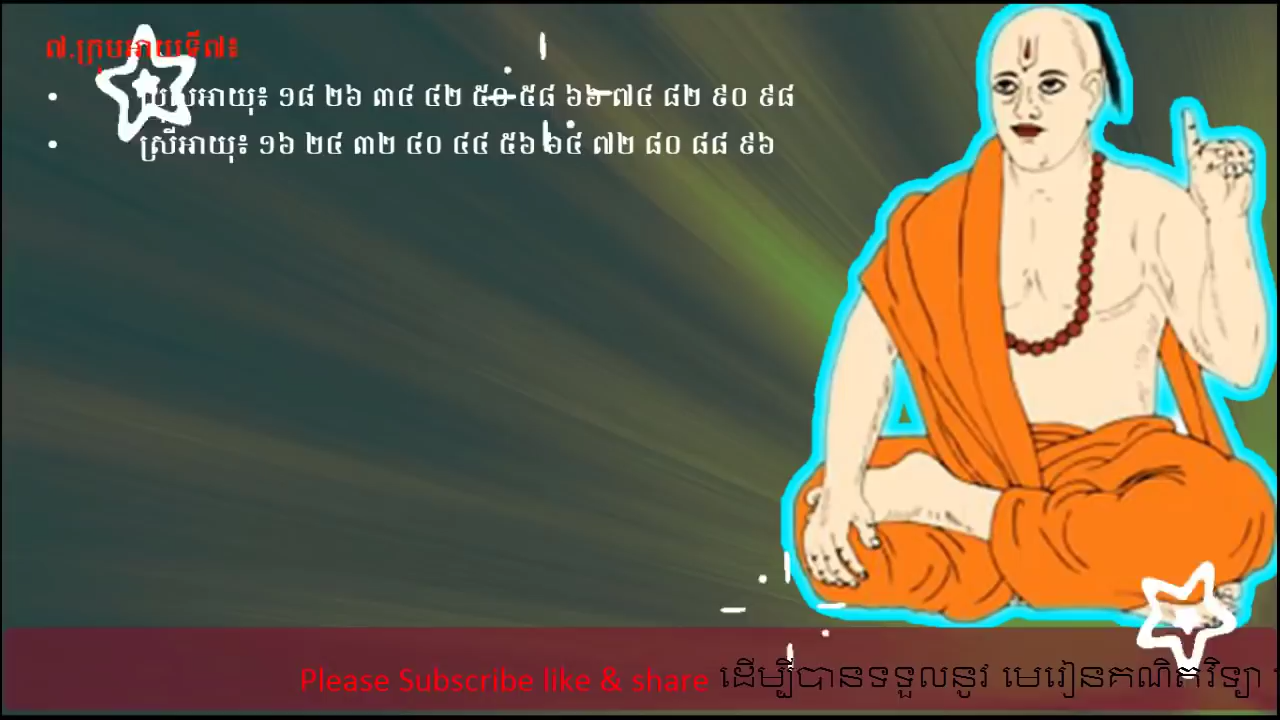 ៧.ក្រុមអាយុទី៧៖
• ប្រុសអាយុ៖ ១៨ ២៦ ៣៤ ៤២ ៥០ ៥៨ ៦៦ ៧៤ ៨២ ៩០ ៩៨
• ស្រីអាយុ៖ ១៦ ២៤ ៣២ ៤០ ៤៤ ៥៦ ៦៤ ៧២ ៨០ ៨៨ ៩៦
Please Subscribe like & share ដើម្បីបានទទួលនូវ មេរៀនគណិតវិទ្យា